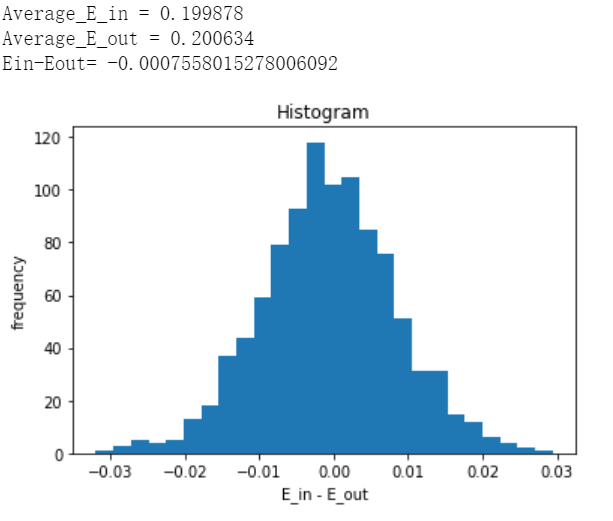 Average_E_in = 0.199878
Average_E_out = 0.200634
Ein-Eout= -0.0007558015278006092
Histogram
120
100
80
60
40
20
0
frequency
−0.03 −0.02 −0.01 0.00 0.01 0.02 0.03
E_in - E_out